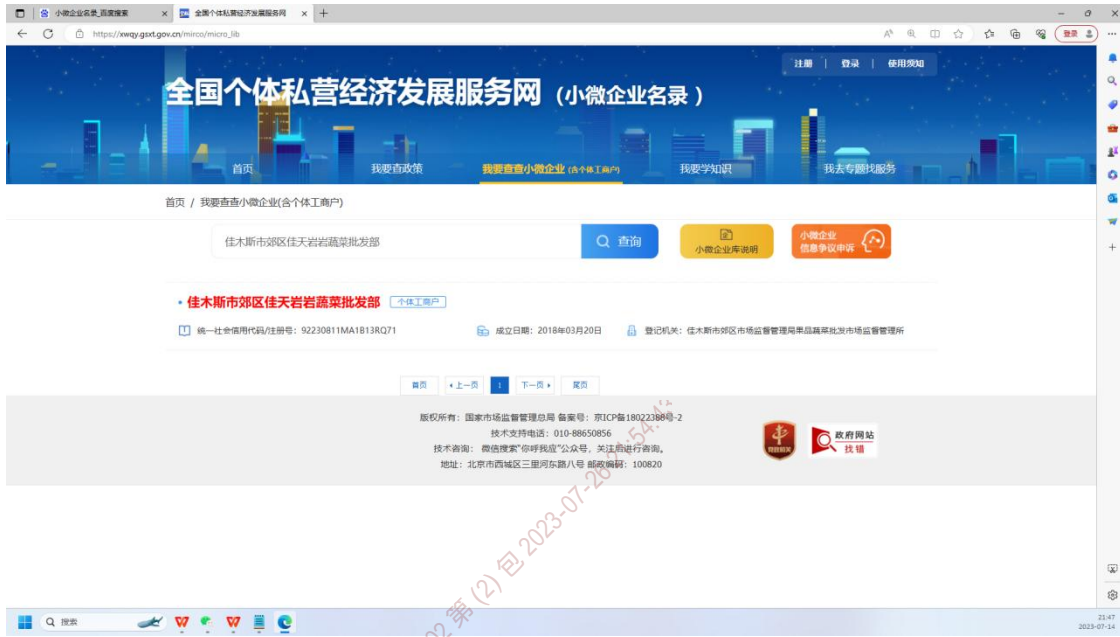 小微企业名录_百度搜索
全国个体私营经济发展服务网
https://xwqy.gsxt.gov.cn/mirco/micro_lib
登录
注册 | 登录 | 使用须知
全国个体私营经济发展服务网 (小微企业名录)
首页 我要查政策 我要查查小微企业 (含个体工商户) 我要学知识 我去专题找服务
首页 / 我要查查小微企业(含个体工商户)
佳木斯市郊区佳天岩岩蔬菜批发部
查询
小微企业库说明
小微企业
信息争议申诉
佳木斯市郊区佳天岩岩蔬菜批发部 个体工商户
统一社会信用代码/注册号：92230811MA1B13RQ71 成立日期：2018年03月20日 登记机关：佳木斯市郊区市场监督管理局果品蔬菜批发市场监督管理所
首页 上一页 1 下一页 尾页
版权所有：国家市场监督管理总局 备案号：京ICP备18022388号-2
技术支持电话：010-88650856
技术咨询：微信搜索“你呼我应”公众号，关注后进行咨询。
地址：北京市西城区三里河东路八号 邮政编码：100820
党政机关
政府网站
找错
02 第 (2) 包 2023-07-26 21:54:43
搜索
21:47
2023-07-14